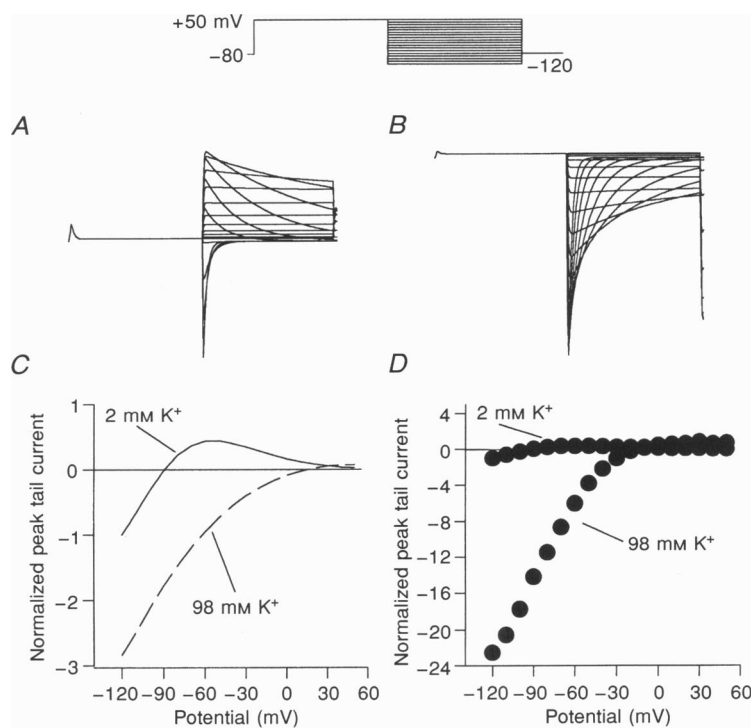 +50 mV
−80
−120
A
B
C
D
Normalized peak tail current
1
0
−1
−2
−3
2 mM K+
98 mM K+
−120 −90 −60 −30 0 30 60
Potential (mV)
Normalized peak tail current
4
0
−4
−8
−12
−16
−20
−24
2 mM K+
98 mM K+
−120 −90 −60 −30 0 30 60
Potential (mV)